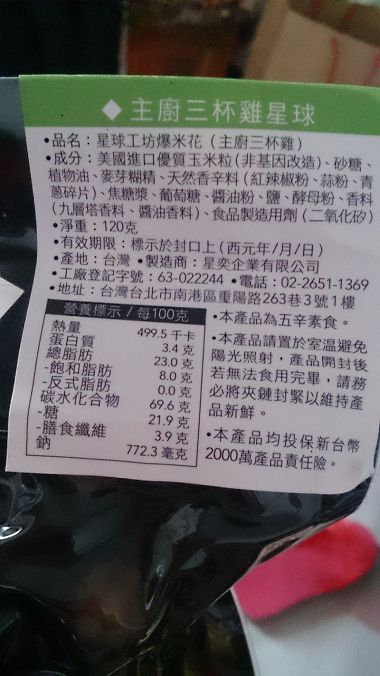 ◆主廚三杯雞星球
•品名：星球工坊爆米花（主廚三杯雞）
•成分：美國進口優質玉米粒(非基因改造)、砂糖、
植物油、麥芽糊精、天然香辛料（紅辣椒粉、蒜粉、青
蔥碎片)、焦糖漿、葡萄糖、醬油粉、鹽、酵母粉、香料
（九層塔香料、醬油香料)、食品製造用劑（二氧化矽）
•淨重：120克
•有效期限：標示於封口上（西元年/月/日）
•產地：台灣 •製造商：星奕企業有限公司
•工廠登記字號：63-022244 •電話：02-2651-1369
•地址：台灣台北市南港區重陽路263巷3號1樓
營養標示 / 每100克
熱量 499.5 千卡
蛋白質 3.4 克
總脂肪 23.0 克
-飽和脂肪 8.0 克
-反式脂肪 0.0 克
碳水化合物 69.6 克
-糖 21.9 克
-膳食纖維 3.9 克
鈉 772.3 毫克
•本產品為五辛素食。
•本產品請置於室溫避免
陽光照射，產品開封後
若無法食用完畢，請務
必將夾鏈封緊以維持產
品新鮮。
•本產品均投保新台幣
2000萬產品責任險。